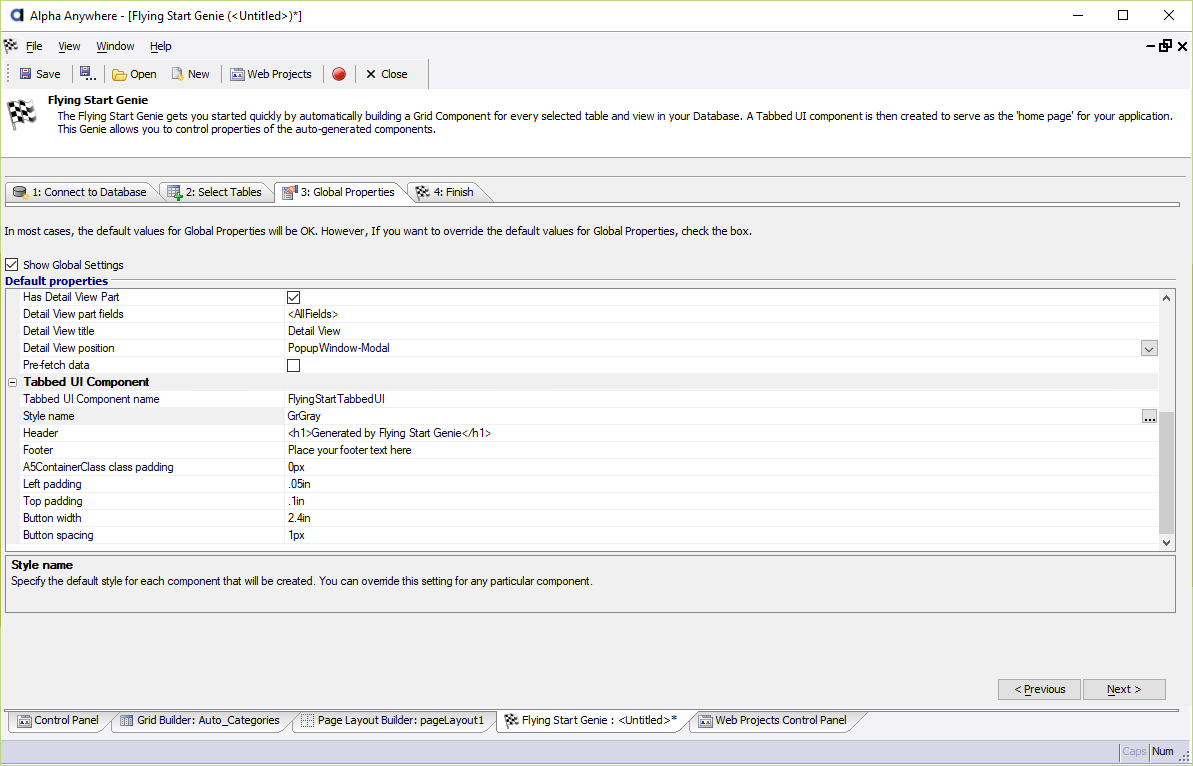 Alpha Anywhere - [Flying Start Genie (<Untitled>)*]
File View Window Help
Save Open New Web Projects Close
Flying Start Genie
The Flying Start Genie gets you started quickly by automatically building a Grid Component for every selected table and view in your Database. A Tabbed UI component is then created to serve as the 'home page' for your application.
This Genie allows you to control properties of the auto-generated components.
1: Connect to Database 2: Select Tables 3: Global Properties 4: Finish
In most cases, the default values for Global Properties will be OK. However, If you want to override the default values for Global Properties, check the box.
Show Global Settings
Default properties
Has Detail View Part
Detail View part fields <AllFields>
Detail View title Detail View
Detail View position PopupWindow-Modal
Pre-fetch data
Tabbed UI Component
Tabbed UI Component name FlyingStartTabbedUI
Style name GrGray ...
Header <h1>Generated by Flying Start Genie</h1>
Footer Place your footer text here
A5ContainerClass class padding 0px
Left padding .05in
Top padding .1in
Button width 2.4in
Button spacing 1px
Style name
Specify the default style for each component that will be created. You can override this setting for any particular component.
< Previous Next >
Control Panel Grid Builder: Auto_Categories Page Layout Builder: pageLayout1 Flying Start Genie : <Untitled>* Web Projects Control Panel
Caps Num